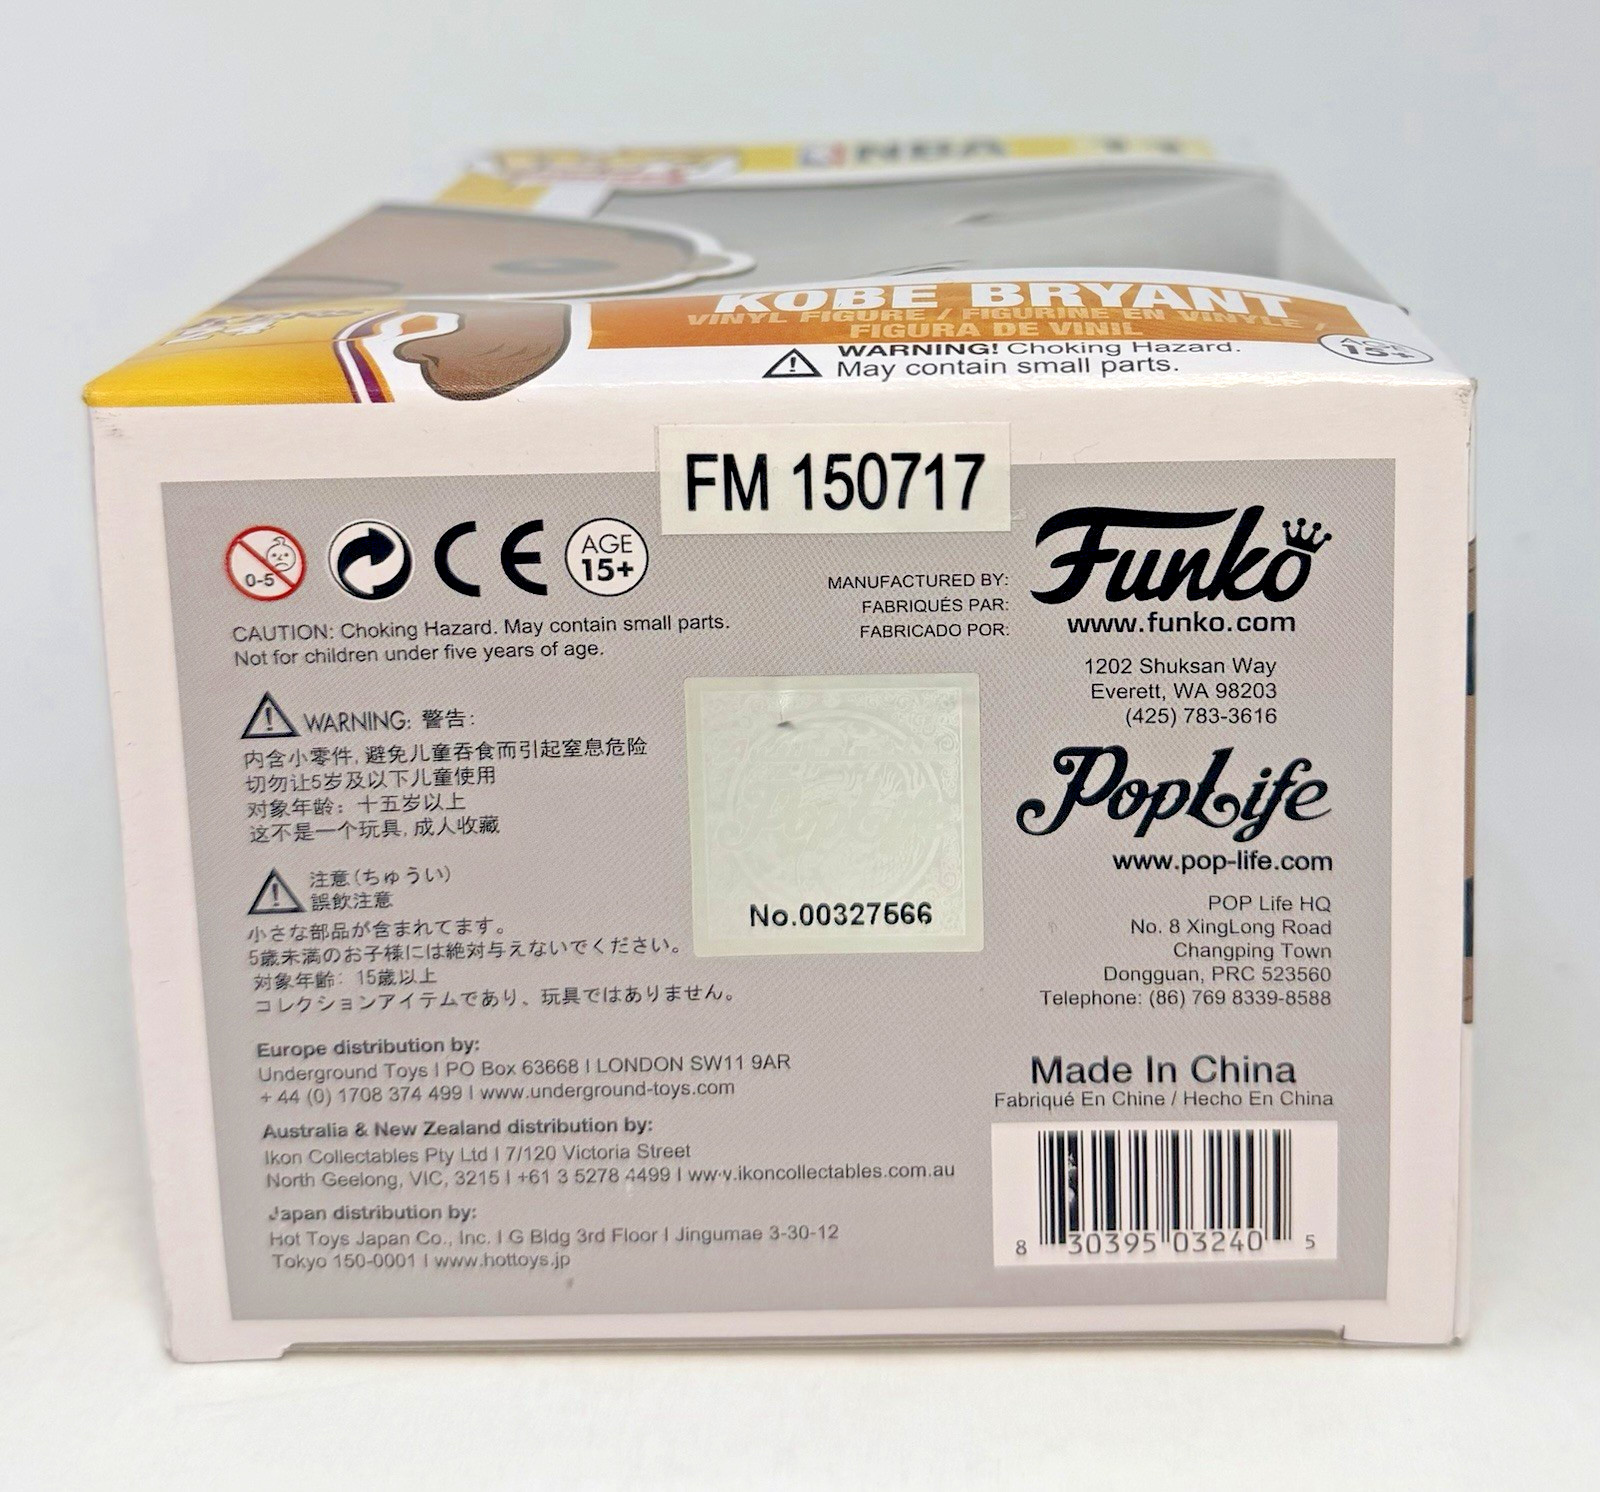 NBA 11
24
KOBE BRYANT
VINYL FIGURE / FIGURINE EN VINYLE /
FIGURA DE VINIL
AGE
15+
WARNING! Choking Hazard.
May contain small parts.
FM 150717
0-5
CE
AGE
15+
CAUTION: Choking Hazard. May contain small parts.
Not for children under five years of age.
WARNING: 警告:
内含小零件,避免儿童吞食而引起窒息危险
切勿让5岁及以下儿童使用
对象年龄: 十五岁以上
这不是一个玩具,成人收藏
注意(ちゅうい)
誤飲注意
小さな部品が含まれてます。
5歳未満のお子様には絶対与えないでください。
対象年齢: 15歳以上
コレクションアイテムであり、玩具ではありません。
Europe distribution by:
Underground Toys | PO Box 63668 | LONDON SW11 9AR
+ 44 (0) 1708 374 499 | www.underground-toys.com
Australia & New Zealand distribution by:
Ikon Collectables Pty Ltd | 7/120 Victoria Street
North Geelong, VIC, 3215 | +61 3 5278 4499 | www.ikoncollectables.com.au
Japan distribution by:
Hot Toys Japan Co., Inc. | G Bldg 3rd Floor | Jingumae 3-30-12
Tokyo 150-0001 | www.hottoys.jp
No.00327566
MANUFACTURED BY:
FABRIQUÉS PAR:
FABRICADO POR:
Funko
www.funko.com
1202 Shuksan Way
Everett, WA 98203
(425) 783-3616
PopLife
www.pop-life.com
POP Life HQ
No. 8 XingLong Road
Changping Town
Dongguan, PRC 523560
Telephone: (86) 769 8339-8588
Made In China
Fabriqué En Chine / Hecho En China
8 30395 03240 5